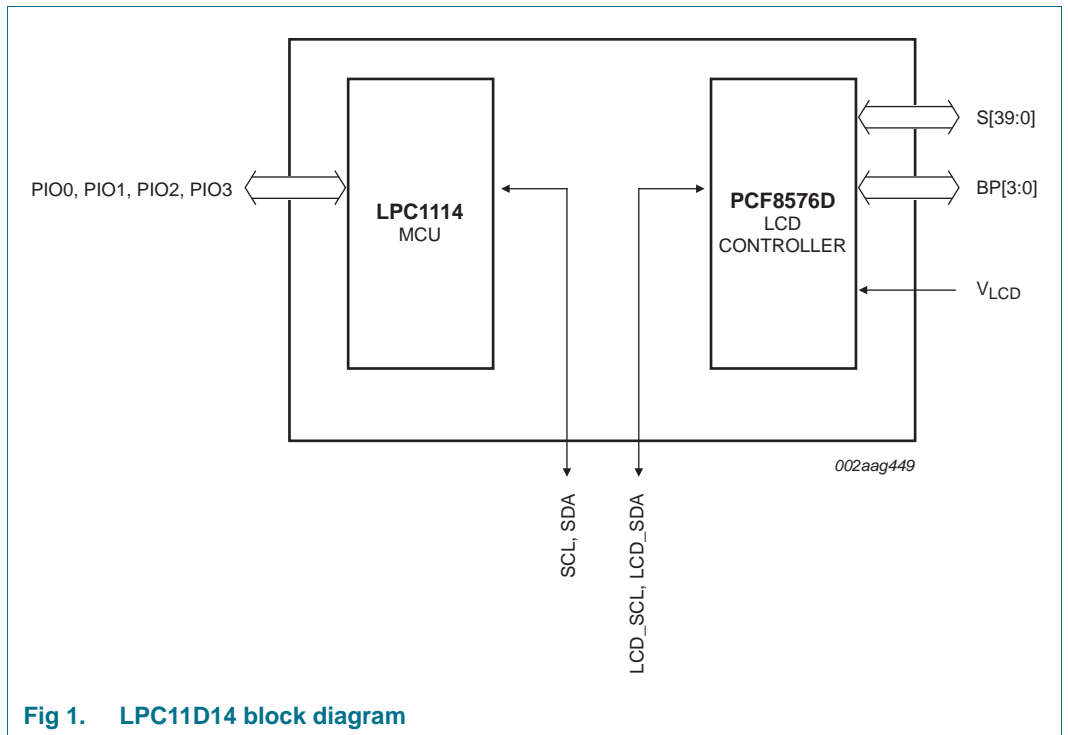 S[39:0]
PIO0, PIO1, PIO2, PIO3
LPC1114
MCU
PCF8576D
LCD
CONTROLLER
BP[3:0]
VLCD
002aag449
SCL, SDA
LCD_SCL, LCD_SDA
Fig 1. LPC11D14 block diagram